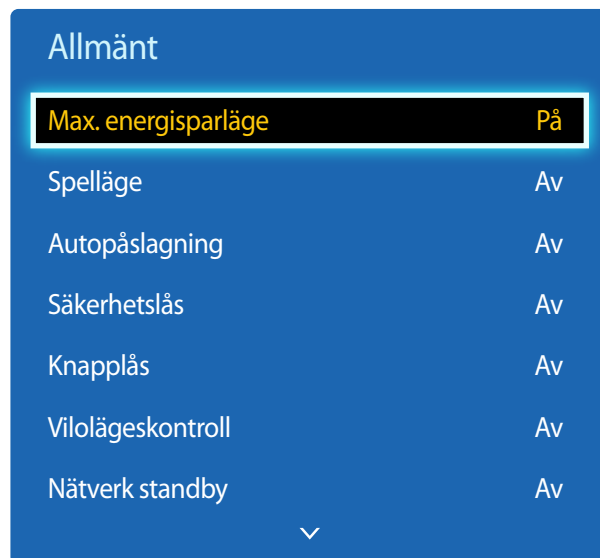 Allmänt
Max. energisparläge På
Spelläge Av
Autopåslagning Av
Säkerhetslås Av
Knapplås Av
Vilolägeskontroll Av
Nätverk standby Av